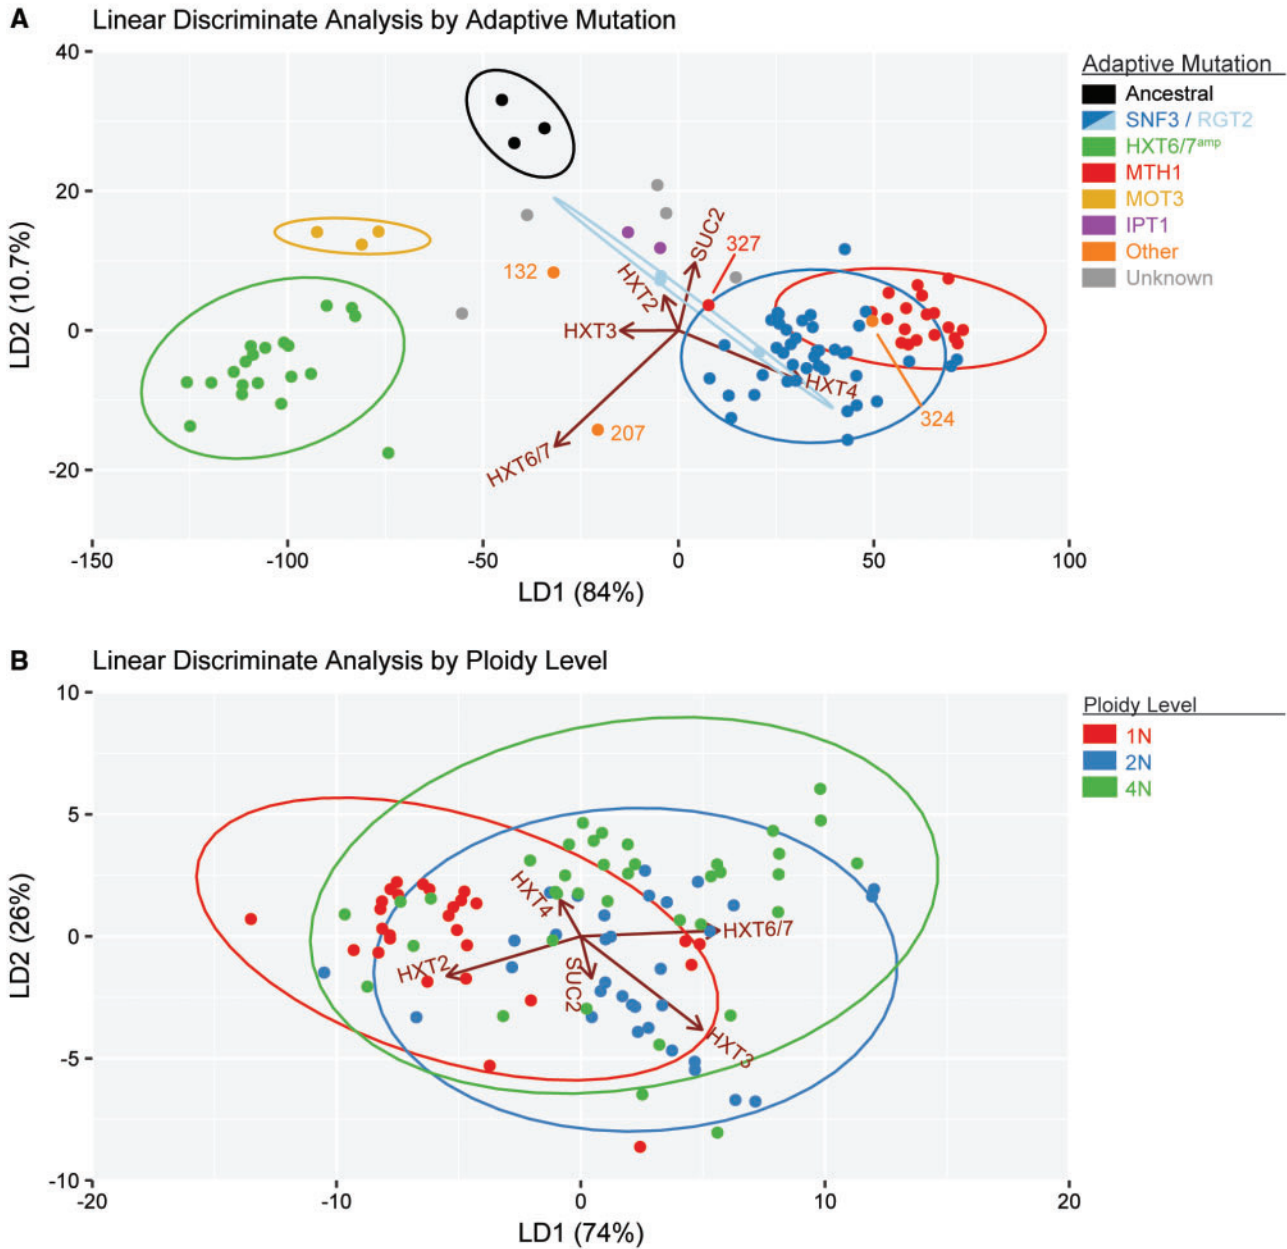 A Linear Discriminate Analysis by Adaptive Mutation
40
20
0
-20
LD2 (10.7%)
-150 -100 -50 0 50 100
LD1 (84%)
SUC2
327
132
HXT2
HXT3
HXT4
324
207
HXT6/7
Adaptive Mutation
Ancestral
SNF3 / RGT2
HXT6/7amp
MTH1
MOT3
IPT1
Other
Unknown
B Linear Discriminate Analysis by Ploidy Level
10
5
0
-5
-10
LD2 (26%)
-20 -10 0 10 20
LD1 (74%)
HXT4
HXT6/7
HXT2
SUC2
HXT3
Ploidy Level
1N
2N
4N